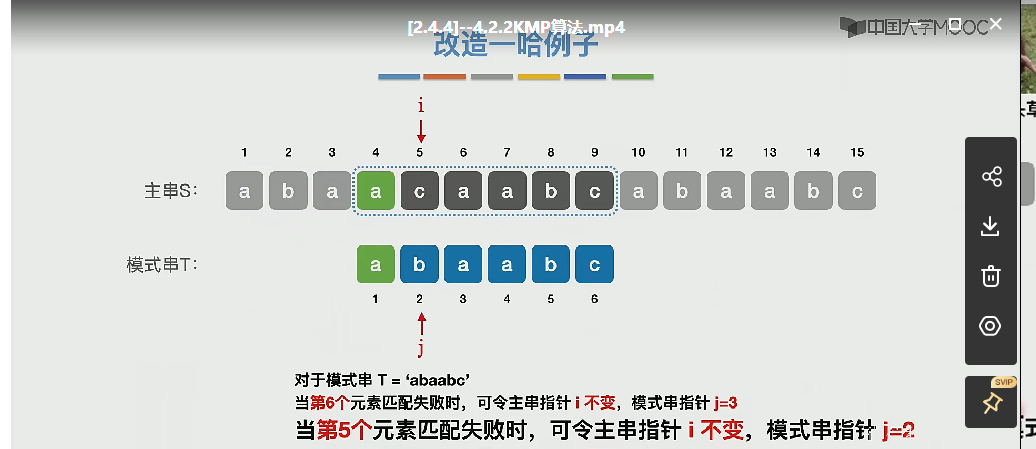 [2.4.4]--4.2.2KMP算法.mp4
中国大学MOOC
改造一哈例子
i
1 2 3 4 5 6 7 8 9 10 11 12 13 14 15
主串S: a b a a c a a b c a b a a b c
模式串T: a b a a b c
1 2 3 4 5 6
j
对于模式串 T = ‘abaabc’
当第6个元素匹配失败时，可令主串指针 i 不变，模式串指针 j=3
当第5个元素匹配失败时，可令主串指针 i 不变，模式串指针 j=2
SVIP